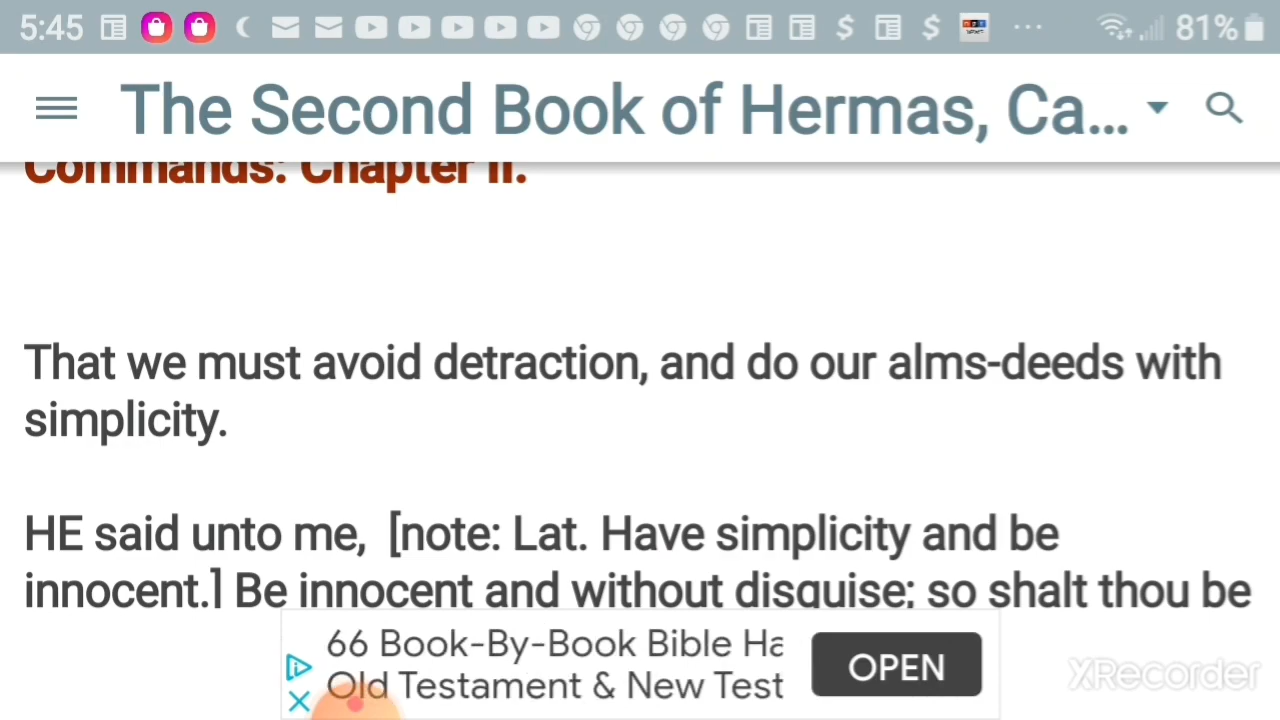 5:45 81%
The Second Book of Hermas, Ca...
Commands: Chapter II.
That we must avoid detraction, and do our alms-deeds with
simplicity.
HE said unto me, [note: Lat. Have simplicity and be
innocent.] Be innocent and without disguise; so shalt thou be
66 Book-By-Book Bible Ha
Old Testament & New Test
OPEN
XRecorder